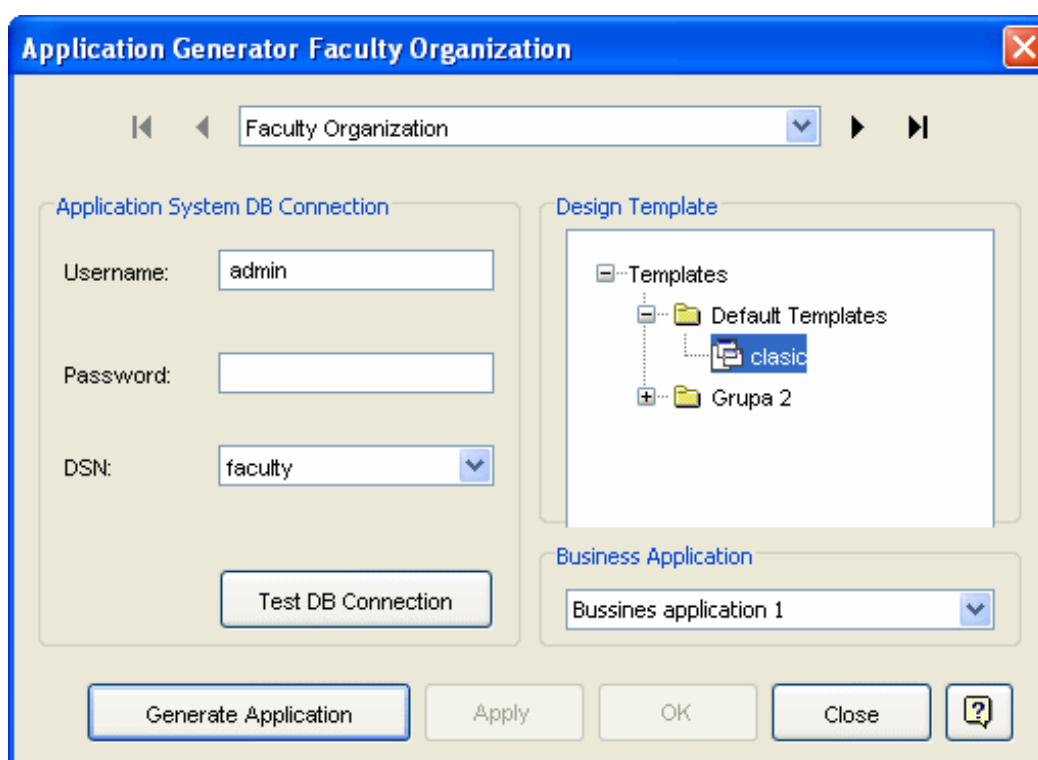 Application Generator Faculty Organization
Faculty Organization
Application System DB Connection
Username:
admin
Password:
DSN:
faculty
Test DB Connection
Design Template
Templates
Default Templates
clasic
Grupa 2
Business Application
Bussines application 1
Generate Application
Apply
OK
Close
?